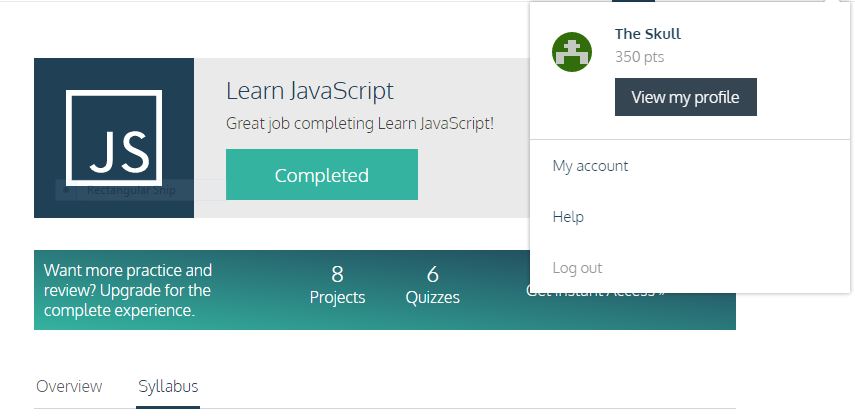 The Skull
350 pts
View my profile
My account
Help
Log out
JS
Learn JavaScript
Great job completing Learn JavaScript!
Completed
Rectangular Snip
Want more practice and
review? Upgrade for the
complete experience.
8
Projects
6
Quizzes
Get Instant Access »
Overview
Syllabus